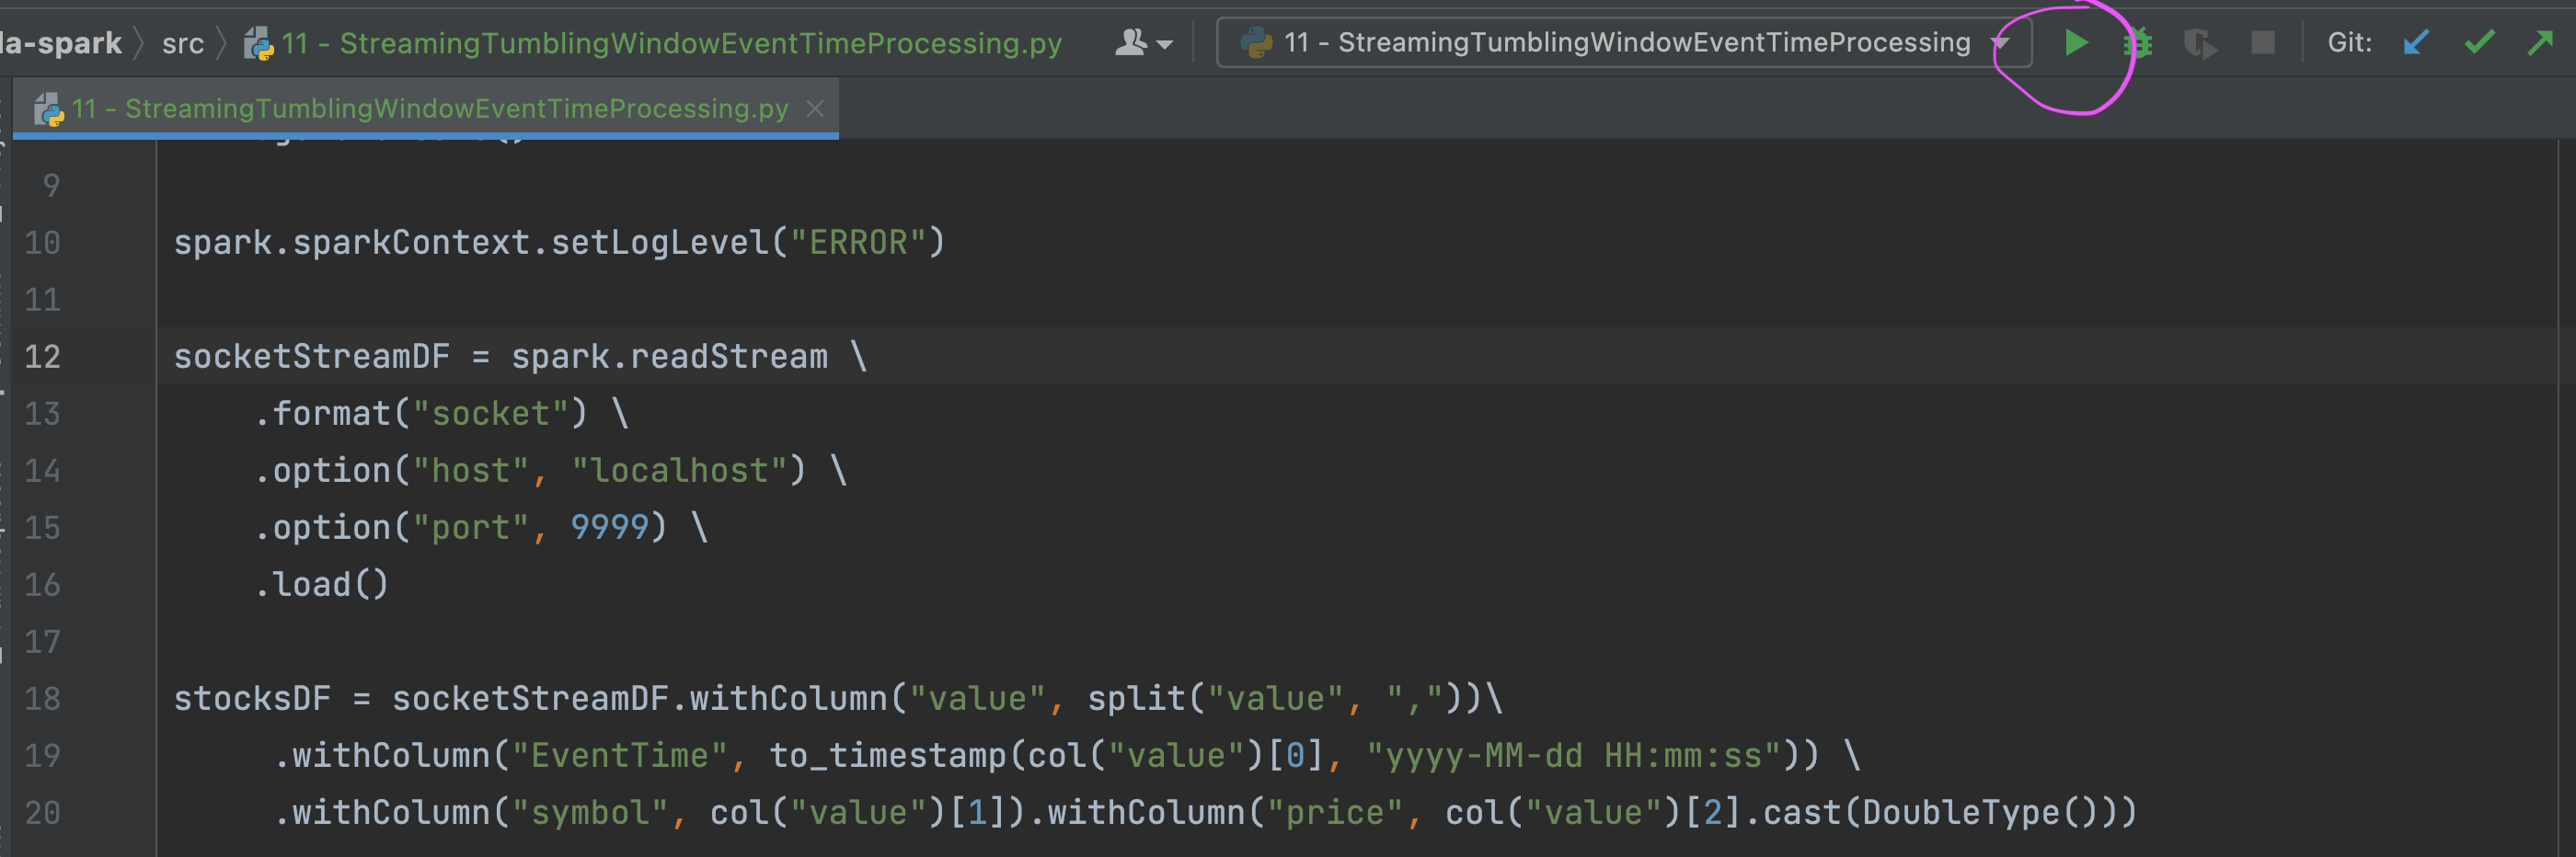 la-spark src 11 - StreamingTumblingWindowEventTimeProcessing.py 11 - StreamingTumblingWindowEventTimeProcessing Git:
11 - StreamingTumblingWindowEventTimeProcessing.py
9
10 spark.sparkContext.setLogLevel("ERROR")
11
12 socketStreamDF = spark.readStream \
13 .format("socket") \
14 .option("host", "localhost") \
15 .option("port", 9999) \
16 .load()
17
18 stocksDF = socketStreamDF.withColumn("value", split("value", ","))\
19 .withColumn("EventTime", to_timestamp(col("value")[0], "yyyy-MM-dd HH:mm:ss")) \
20 .withColumn("symbol", col("value")[1]).withColumn("price", col("value")[2].cast(DoubleType()))